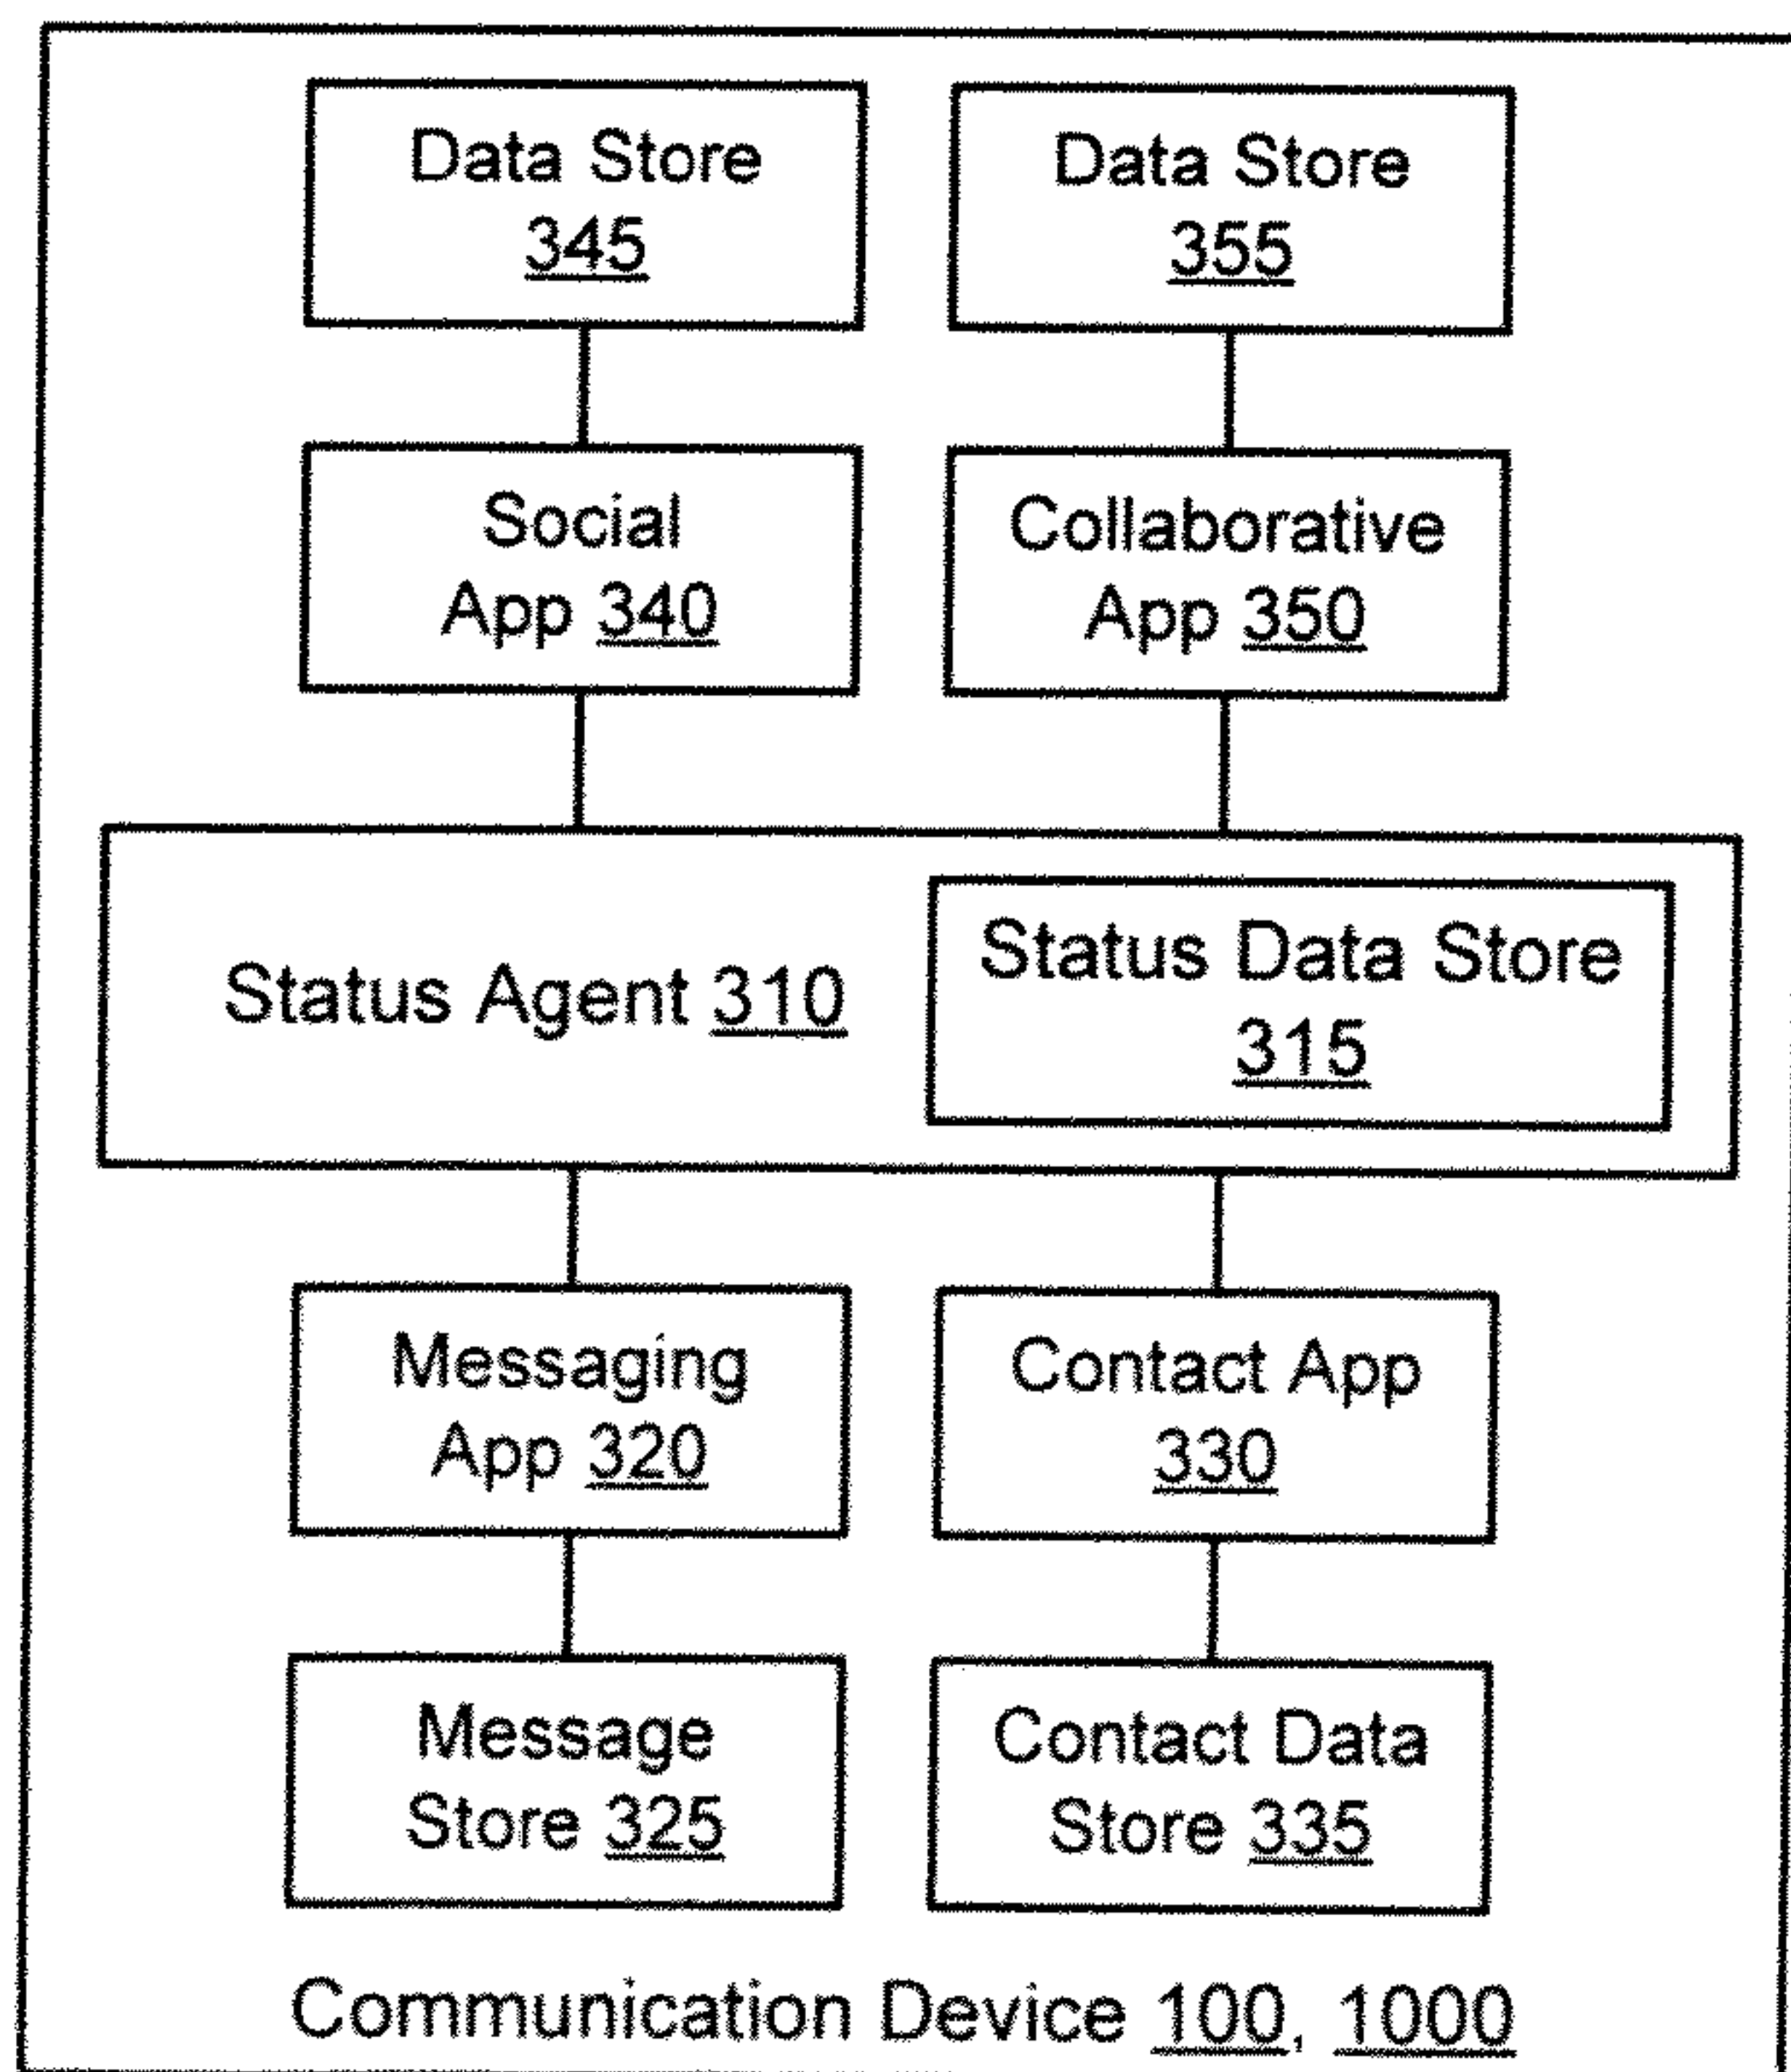 Data Store
345
Data Store
355
Social
App 340
Collaborative
App 350
Status Agent 310
Status Data Store
315
Messaging
App 320
Contact App
330
Message
Store 325
Contact Data
Store 335
Communication Device 100, 1000